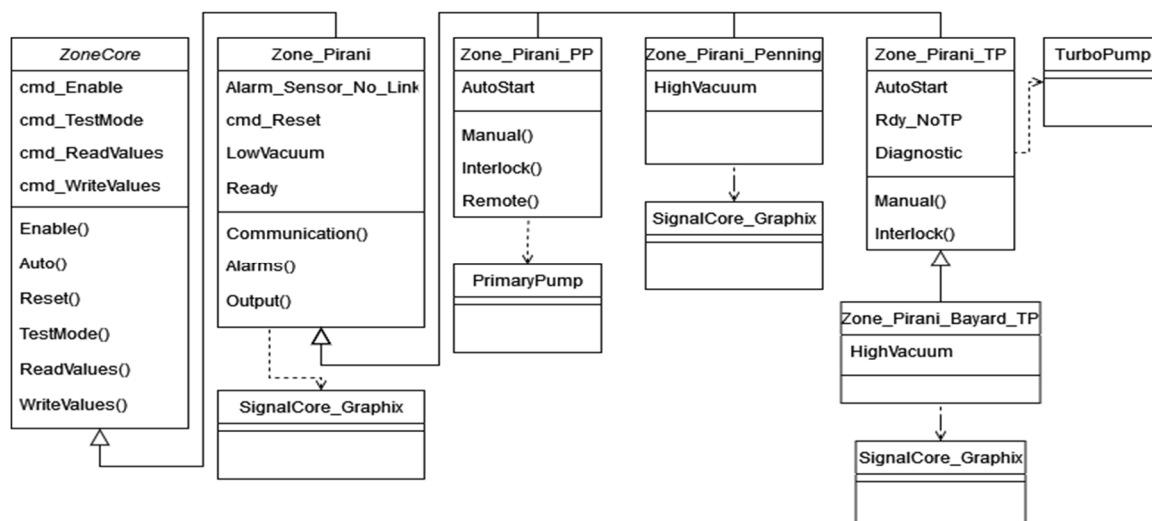 ZoneCore
cmd_Enable
cmd_TestMode
cmd_ReadValues
cmd_WriteValues
Enable()
Auto()
Reset()
TestMode()
ReadValues()
WriteValues()
Zone_Pirani
Alarm_Sensor_No_Link
cmd_Reset
LowVacuum
Ready
Communication()
Alarms()
Output()
SignalCore_Graphix
Zone_Pirani_PP
AutoStart
Manual()
Interlock()
Remote()
PrimaryPump
Zone_Pirani_Penning
HighVacuum
SignalCore_Graphix
Zone_Pirani_TP
AutoStart
Rdy_NoTP
Diagnostic
Manual()
Interlock()
TurboPump
Zone_Pirani_Bayard_TP
HighVacuum
SignalCore_Graphix